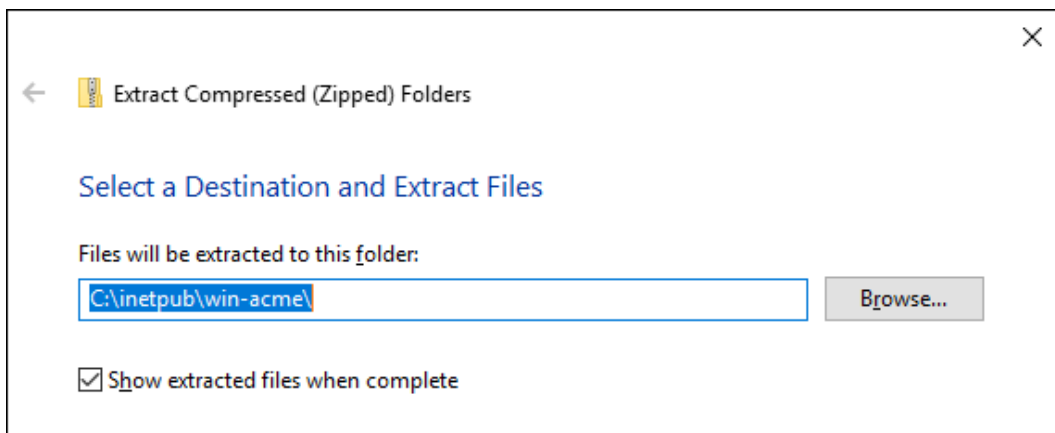 Extract Compressed (Zipped) Folders
Select a Destination and Extract Files
Files will be extracted to this folder:
C:\inetpub\win-acme\
Browse...
Show extracted files when complete